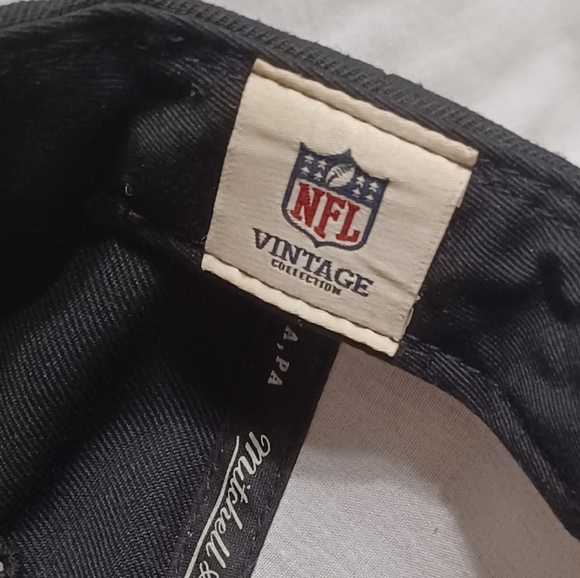 NFL
VINTAGE
COLLECTION
A, PA
Mitchell &